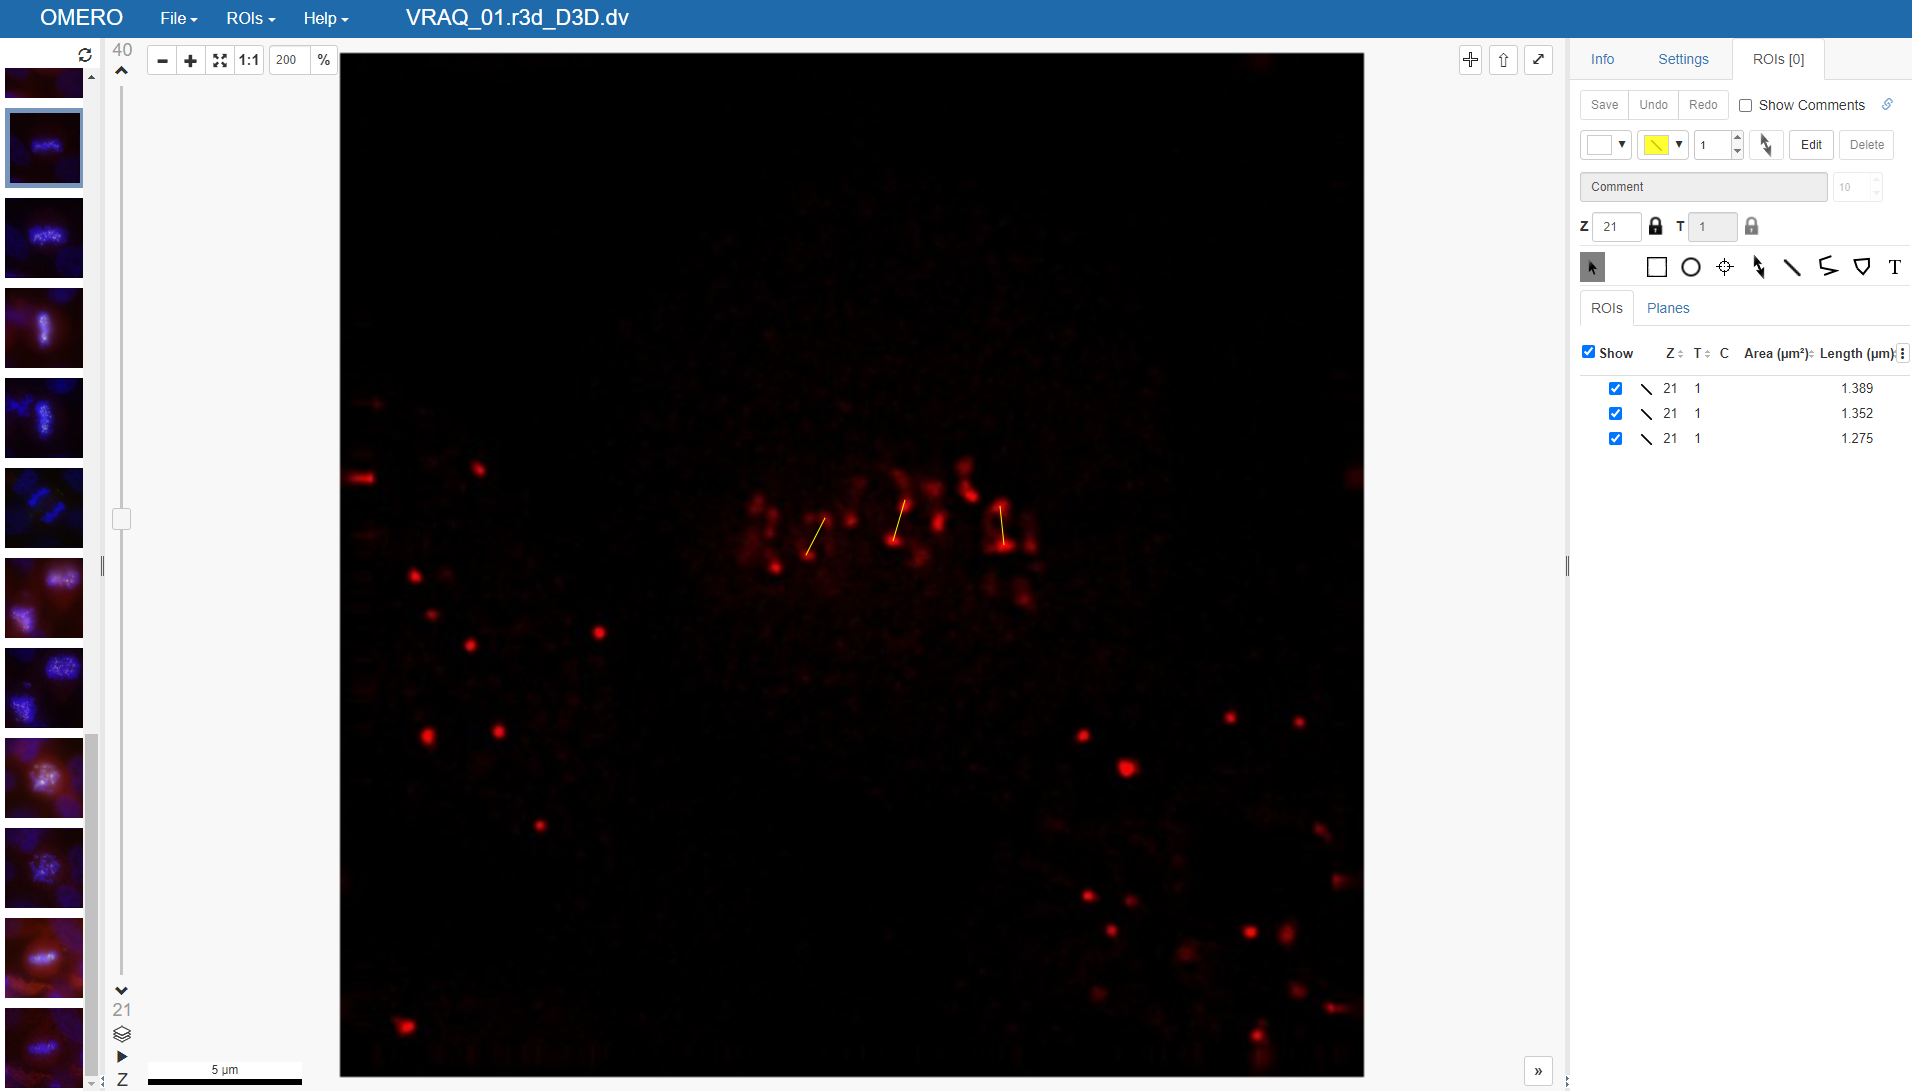 OMERO File ROIs Help VRAQ_01.r3d_D3D.dv
40
1:1 200 %
Info Settings ROIs [0]
Save Undo Redo Show Comments
1 Edit Delete
Comment 10
Z 21 T 1
T
ROIs Planes
Show Z T C Area (µm²) Length (µm)
21 1 1.389
21 1 1.352
21 1 1.275
21
Z
5 µm
»